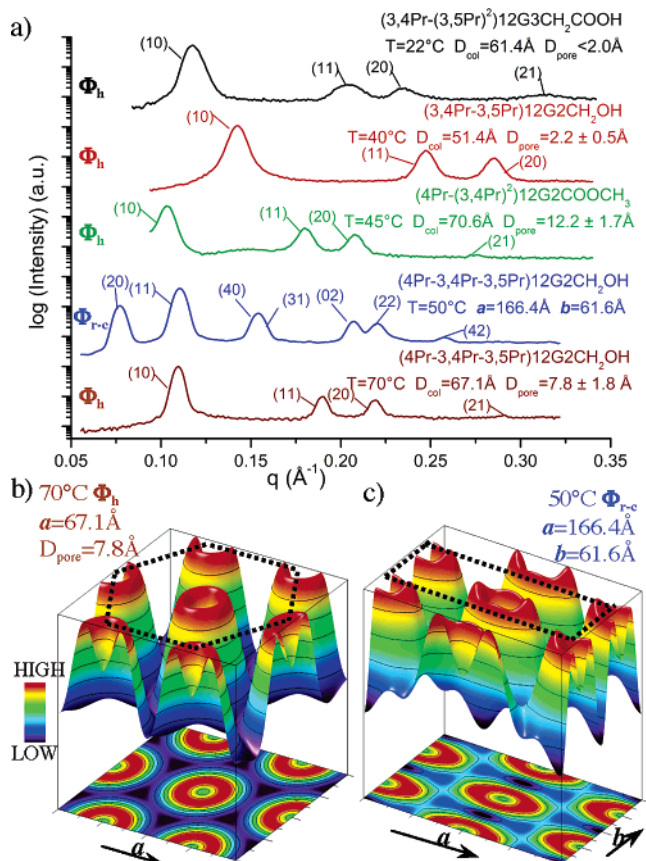 a)
(3,4Pr-(3,5Pr)²)12G3CH₂COOH
T=22°C D_col=61.4Å D_pore<2.0Å
(10)
(11)
(20)
(21)
Φ_h
(3,4Pr-3,5Pr)12G2CH₂OH
T=40°C D_col=51.4Å D_pore=2.2 ± 0.5Å
(10)
(11)
(20)
Φ_h
(4Pr-(3,4Pr)²)12G2COOCH₃
T=45°C D_col=70.6Å D_pore=12.2 ± 1.7Å
(10)
(11)
(20)
(21)
Φ_h
(4Pr-3,4Pr-3,5Pr)12G2CH₂OH
T=50°C a=166.4Å b=61.6Å
(20)
(11)
(40)
(31)
(02)
(22)
(42)
Φ_r-c
(4Pr-3,4Pr-3,5Pr)12G2CH₂OH
T=70°C D_col=67.1Å D_pore=7.8 ± 1.8Å
(10)
(11)
(20)
(21)
Φ_h
log (Intensity) (a.u.)
0.05 0.10 0.15 0.20 0.25 0.30 0.35
q (Å⁻¹)
b)
70°C Φ_h
a=67.1Å
D_pore=7.8Å
HIGH
LOW
a
c)
50°C Φ_r-c
a=166.4Å
b=61.6Å
a
b